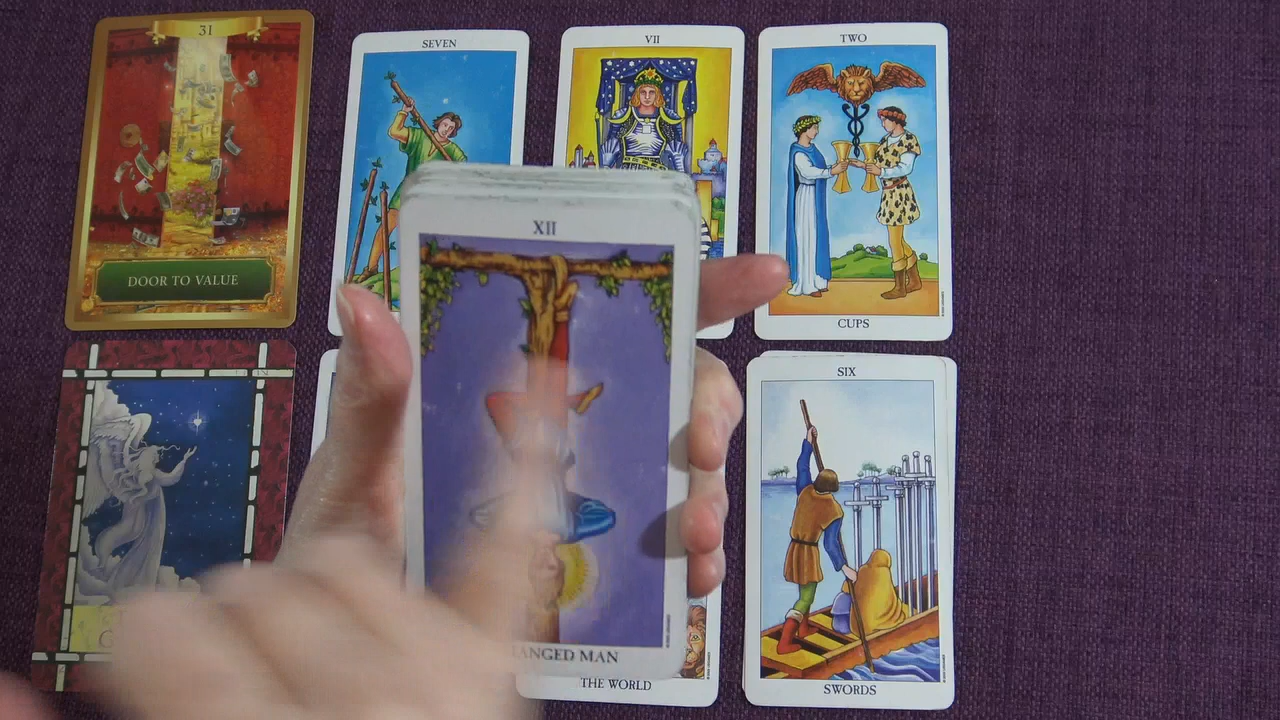 31
DOOR TO VALUE
SEVEN
VII
TWO
CUPS
XII
ANGED MAN
THE WORLD
SIX
SWORDS